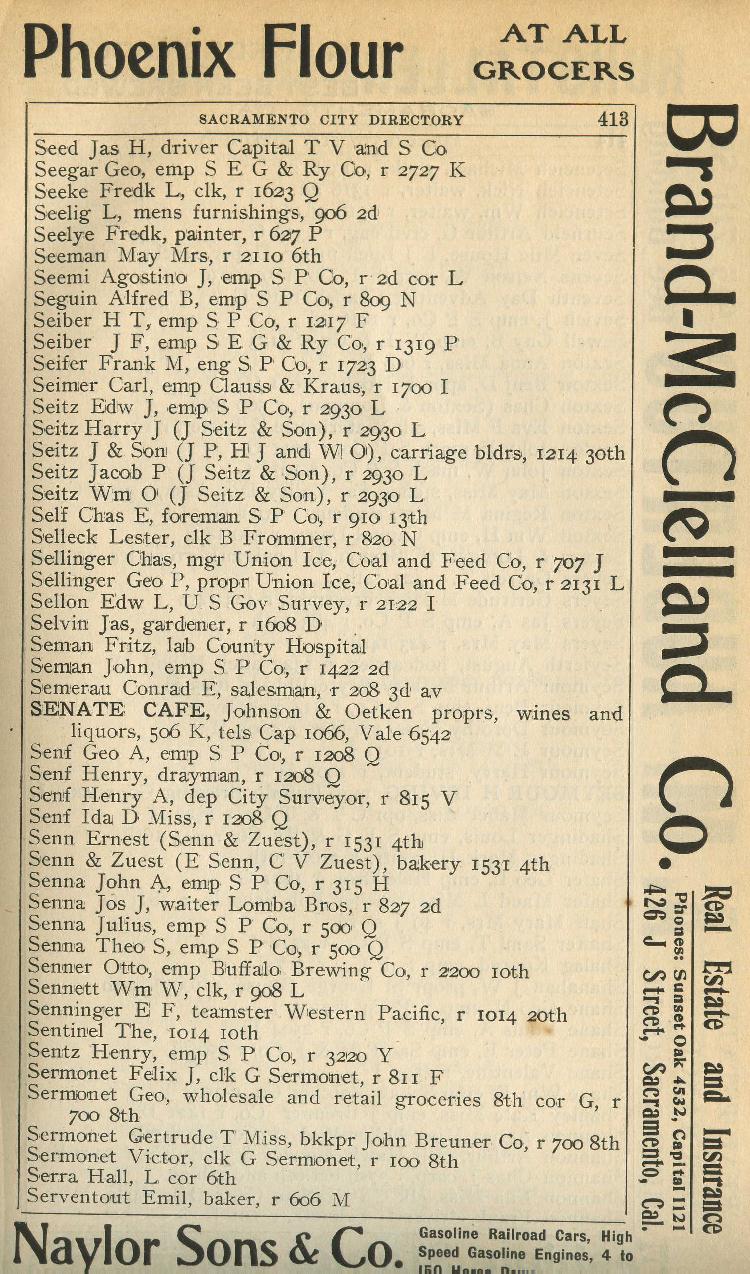 Phoenix Flour
AT ALL
GROCERS
SACRAMENTO CITY DIRECTORY 413
Seed Jas H, driver Capital T V and S Co
Seegar Geo, emp S E G & Ry Co, r 2727 K
Seeke Fredk L, clk, r 1623 Q
Seelig L, mens furnishings, 906 2d
Seelye Fredk, painter, r 627 P
Seeman May Mrs, r 2110 6th
Seemi Agostino J, emp S P Co, r 2d cor L
Seguin Alfred B, emp S P Co, r 809 N
Seiber H T, emp S P Co, r 1217 F
Seiber J F, emp S E G & Ry Co, r 1319 P
Seifer Frank M, eng S P Co, r 1723 D
Seimer Carl, emp Clauss & Kraus, r 1700 I
Seitz Edw J, emp S P Co, r 2930 L
Seitz Harry J (J Seitz & Son), r 2930 L
Seitz J & Son (J P, H J and W O), carriage bldrs, 1214 30th
Seitz Jacob P (J Seitz & Son), r 2930 L
Seitz Wm O (J Seitz & Son), r 2930 L
Self Chas E, foreman S P Co, r 910 13th
Selleck Lester, clk B Frommer, r 820 N
Sellinger Chas, mgr Union Ice, Coal and Feed Co, r 707 J
Sellinger Geo P, propr Union Ice, Coal and Feed Co, r 2131 L
Sellon Edw L, U S Gov Survey, r 2122 I
Selvin Jas, gardener, r 1608 D
Seman Fritz, lab County Hospital
Seman John, emp S P Co, r 1422 2d
Semerau Conrad E, salesman, r 208 3d av
SENATE CAFE, Johnson & Oetken proprs, wines and
liquors, 506 K, tels Cap 1066, Vale 6542
Senf Geo A, emp S P Co, r 1208 Q
Senf Henry, drayman, r 1208 Q
Senf Henry A, dep City Surveyor, r 815 V
Senf Ida D Miss, r 1208 Q
Senn Ernest (Senn & Zuest), r 1531 4th
Senn & Zuest (E Senn, C V Zuest), bakery 1531 4th
Senna John A, emp S P Co, r 315 H
Senna Jos J, waiter Lomba Bros, r 827 2d
Senna Julius, emp S P Co, r 500 Q
Senna Theo S, emp S P Co, r 500 Q
Senner Otto, emp Buffalo Brewing Co, r 2200 10th
Sennett Wm W, clk, r 908 L
Senninger E F, teamster Western Pacific, r 1014 20th
Sentinel The, 1014 10th
Sentz Henry, emp S P Co, r 3220 Y
Sermonet Felix J, clk G Sermonet, r 811 F
Sermonet Geo, wholesale and retail groceries 8th cor G, r
700 8th
Sermonet Gertrude T Miss, bkkpr John Breuner Co, r 700 8th
Sermonet Victor, clk G Sermonet, r 100 8th
Serra Hall, L cor 6th
Serventout Emil, baker, r 606 M
Brand-McClelland Co.
Real Estate and Insurance
Phones: Sunset Oak 4532, Capital 1121
426 J Street, Sacramento, Cal.
Naylor Sons & Co.
Gasoline Railroad Cars, High
Speed Gasoline Engines, 4 to
150 Horse